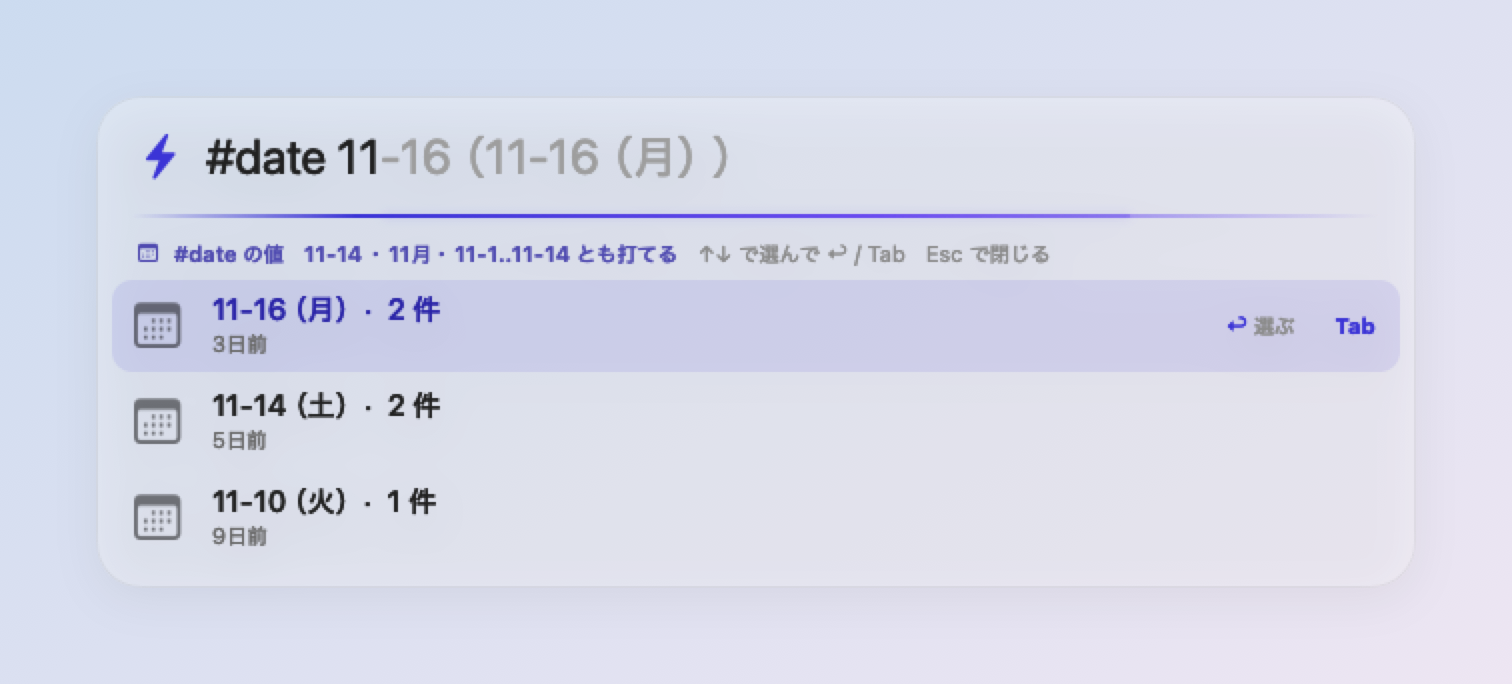 #date 11-16（11-16（月））
#date の値 11-14・11月・11-1..11-14 とも打てる ↑↓ で選んで ↩ / Tab Esc で閉じる
11-16（月）· 2 件
3日前
↩ 選ぶ Tab
11-14（土）· 2 件
5日前
11-10（火）· 1 件
9日前